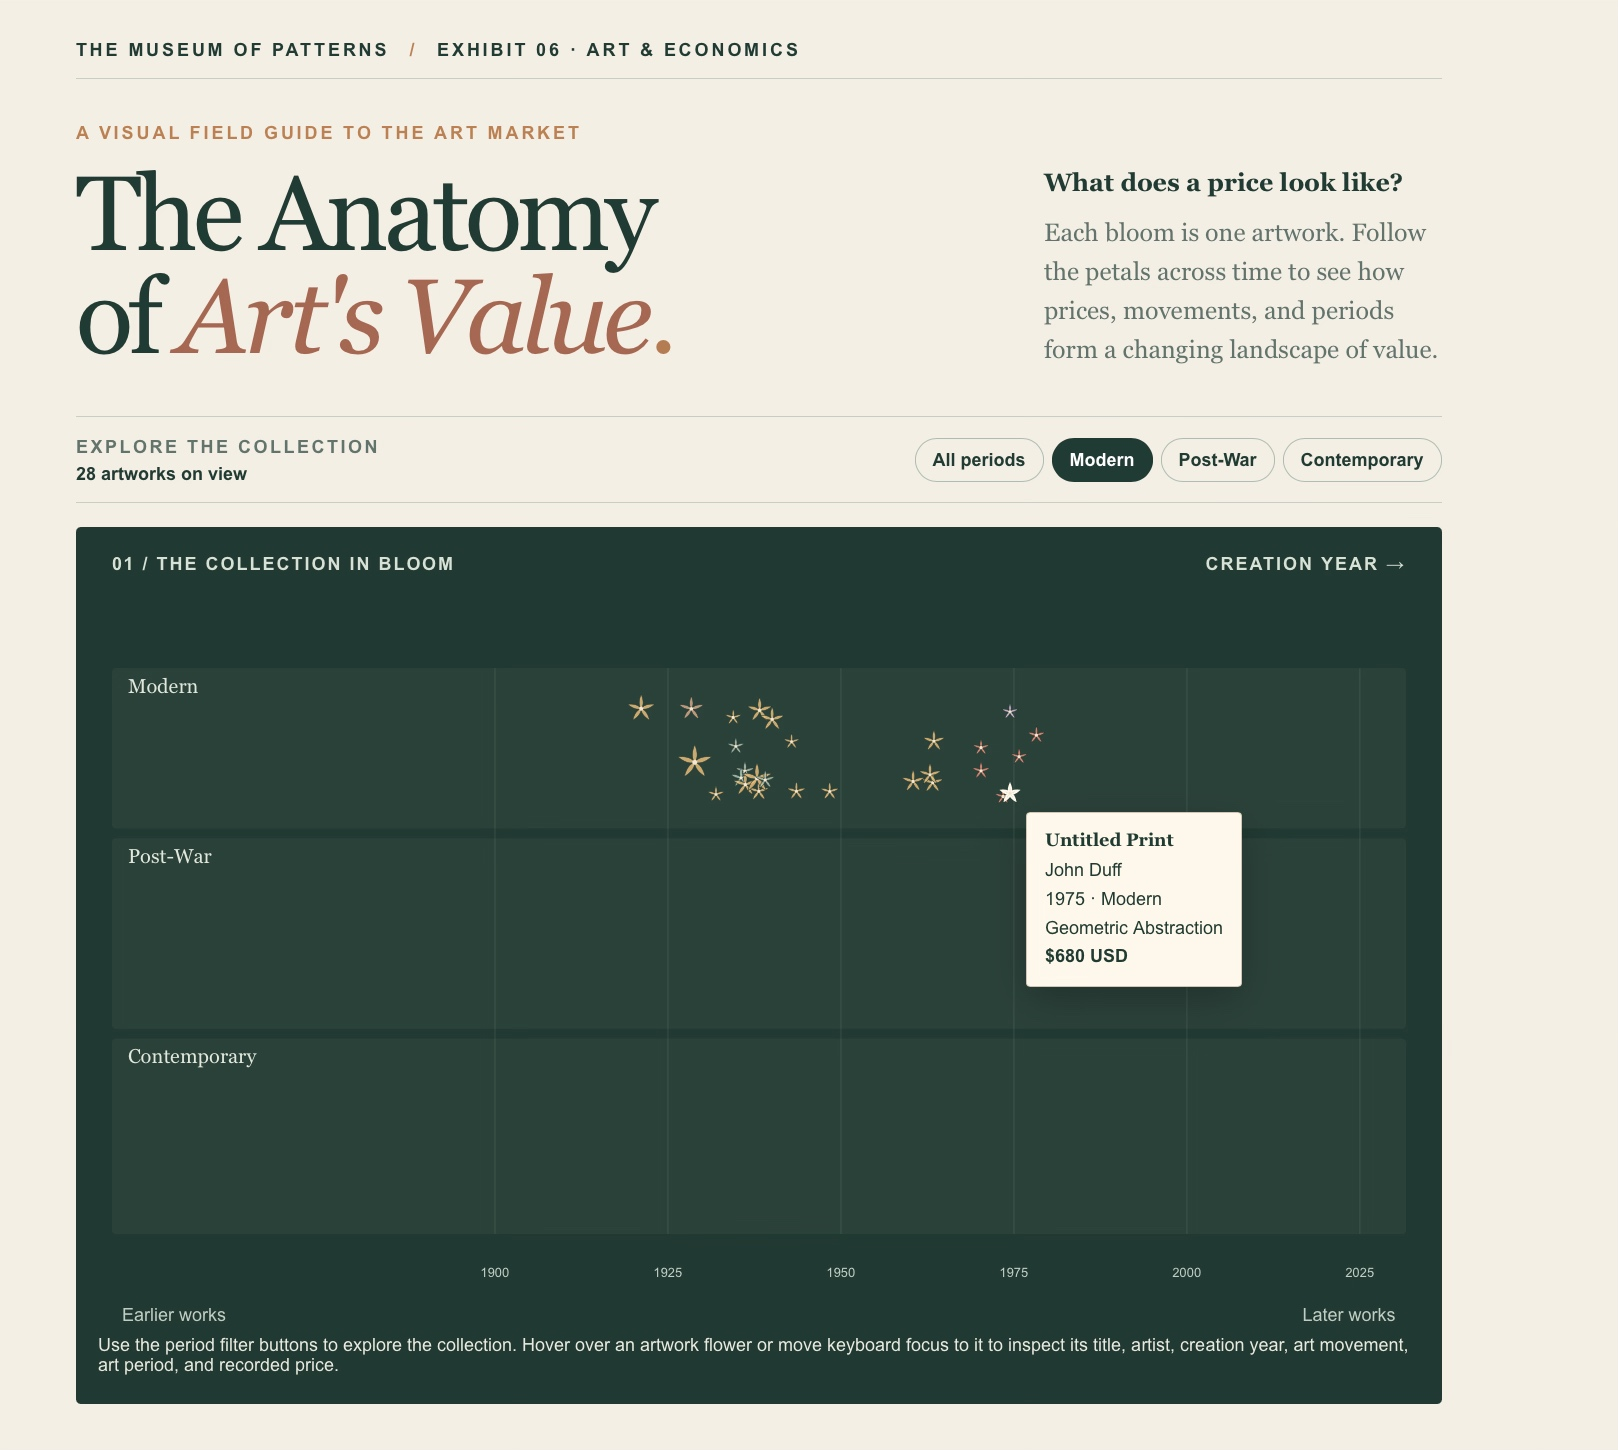 THE MUSEUM OF PATTERNS / EXHIBIT 06 · ART & ECONOMICS
A VISUAL FIELD GUIDE TO THE ART MARKET
The Anatomy
of Art's Value.
What does a price look like?
Each bloom is one artwork. Follow
the petals across time to see how
prices, movements, and periods
form a changing landscape of value.
EXPLORE THE COLLECTION
28 artworks on view
All periods
Modern
Post-War
Contemporary
01 / THE COLLECTION IN BLOOM
CREATION YEAR →
Modern
Post-War
Untitled Print
John Duff
1975 · Modern
Geometric Abstraction
$680 USD
Contemporary
1900
1925
1950
1975
2000
2025
Earlier works
Later works
Use the period filter buttons to explore the collection. Hover over an artwork flower or move keyboard focus to it to inspect its title, artist, creation year, art movement,
art period, and recorded price.